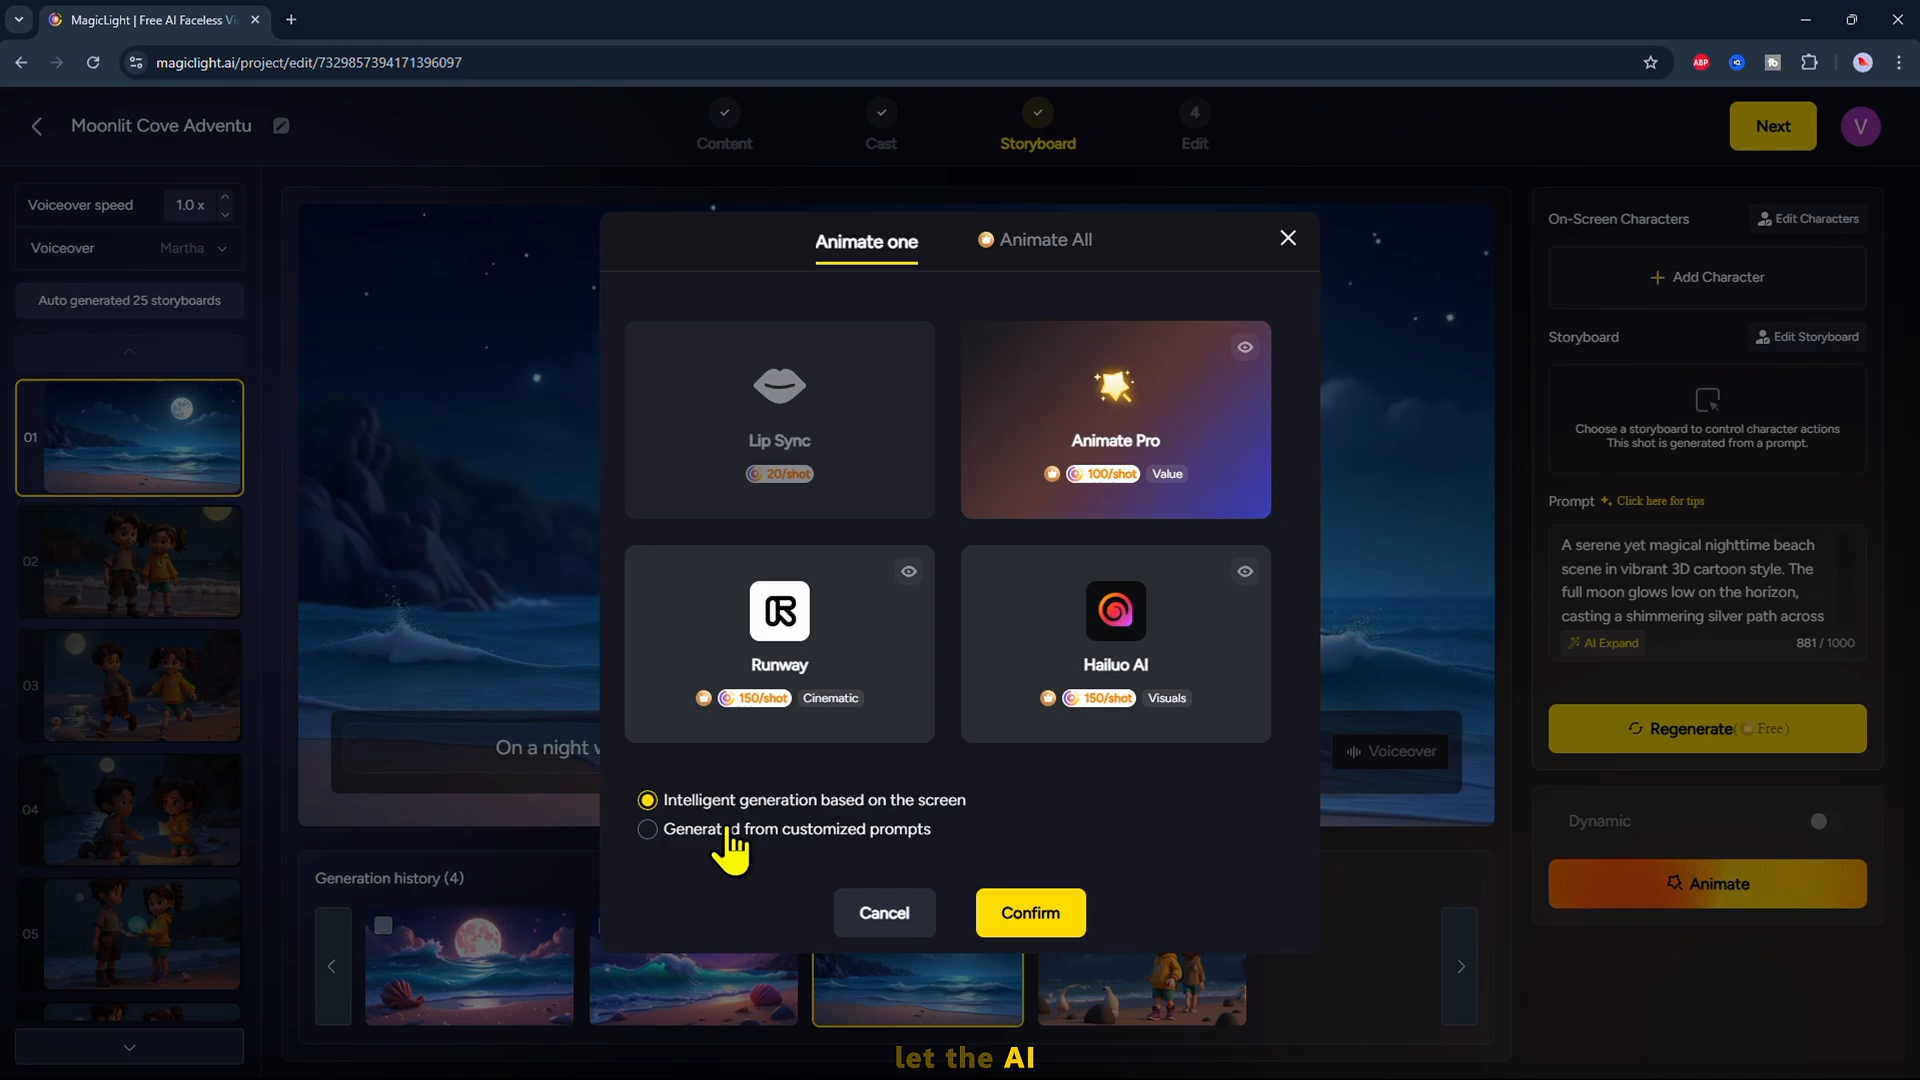 MagicLight | Free AI Faceless Vi
magiclight.ai/project/edit/7329857394171396097
ABP
Moonlit Cove Adventu
Content
Cast
Storyboard
4
Edit
Next
V
Voiceover speed
1.0 x
Voiceover
Martha
Auto generated 25 storyboards
01
02
03
04
05
Animate one
Animate All
Lip Sync
20/shot
Animate Pro
100/shot
Value
Runway
150/shot
Cinematic
Hailuo AI
150/shot
Visuals
Intelligent generation based on the screen
Generated from customized prompts
Cancel
Confirm
On a night w
Voiceover
Generation history (4)
On-Screen Characters
Edit Characters
Add Character
Storyboard
Edit Storyboard
Choose a storyboard to control character actions
This shot is generated from a prompt.
Prompt
Click here for tips
A serene yet magical nighttime beach
scene in vibrant 3D cartoon style. The
full moon glows low on the horizon,
casting a shimmering silver path across
AI Expand
881 / 1000
Regenerate( Free )
Dynamic
Animate
let the AI